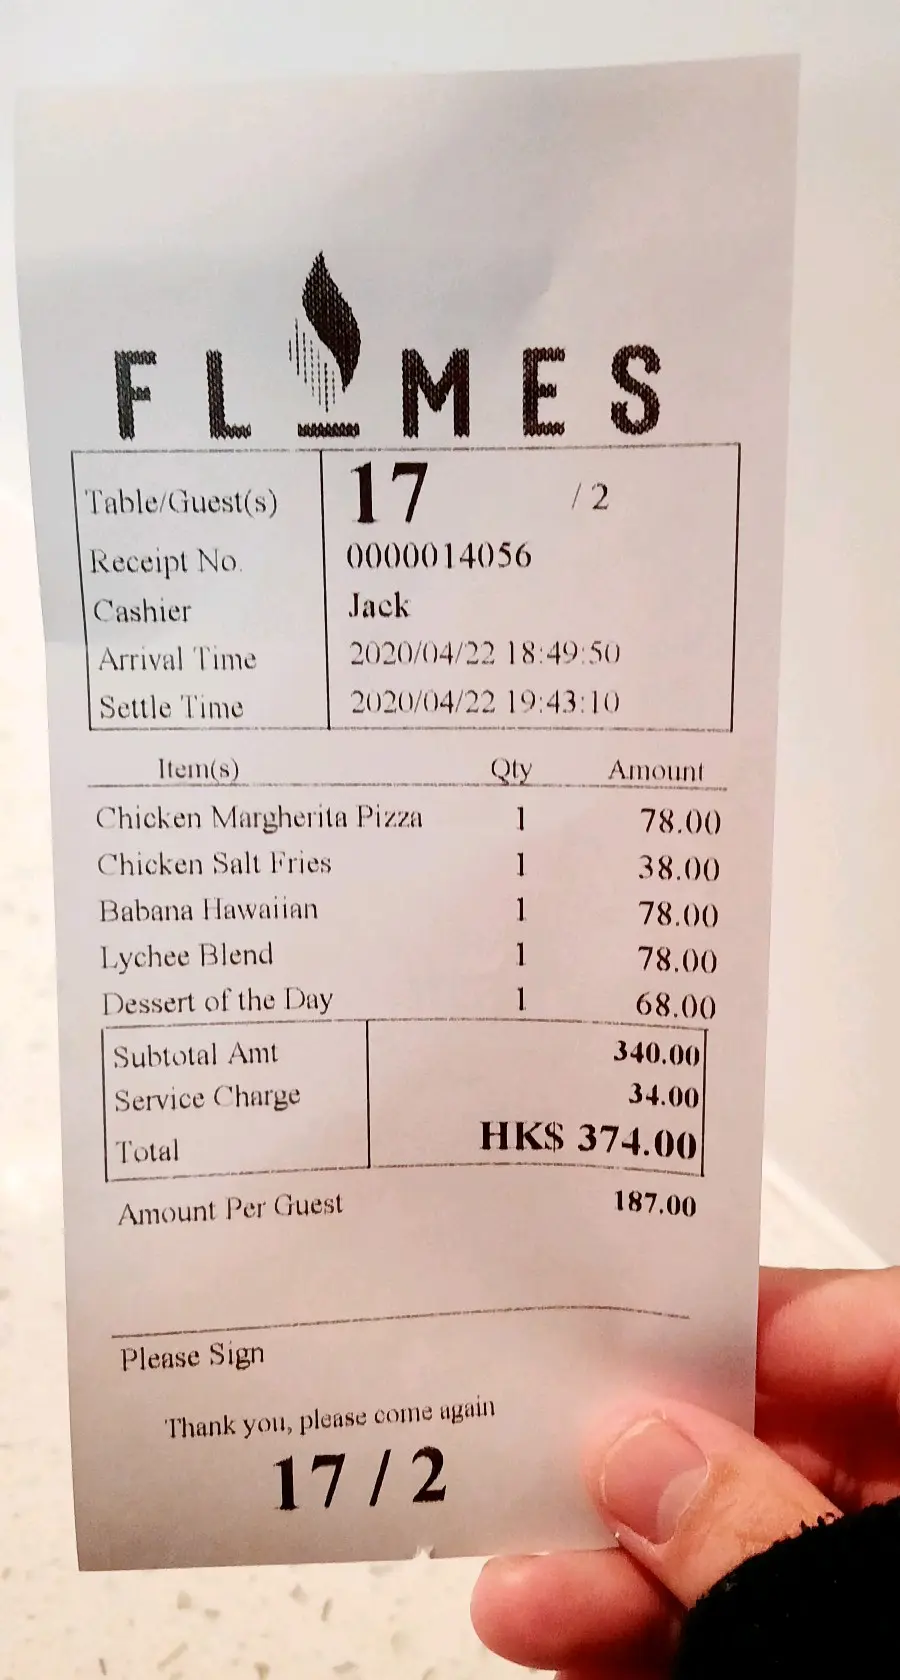 FLAMES
Table/Guest(s) 17 / 2
Receipt No. 0000014056
Cashier Jack
Arrival Time 2020/04/22 18:49:50
Settle Time 2020/04/22 19:43:10
Item(s) Qty Amount
Chicken Margherita Pizza 1 78.00
Chicken Salt Fries 1 38.00
Babana Hawaiian 1 78.00
Lychee Blend 1 78.00
Dessert of the Day 1 68.00
Subtotal Amt 340.00
Service Charge 34.00
Total HK$ 374.00
Amount Per Guest 187.00
Please Sign
Thank you, please come again
17 / 2